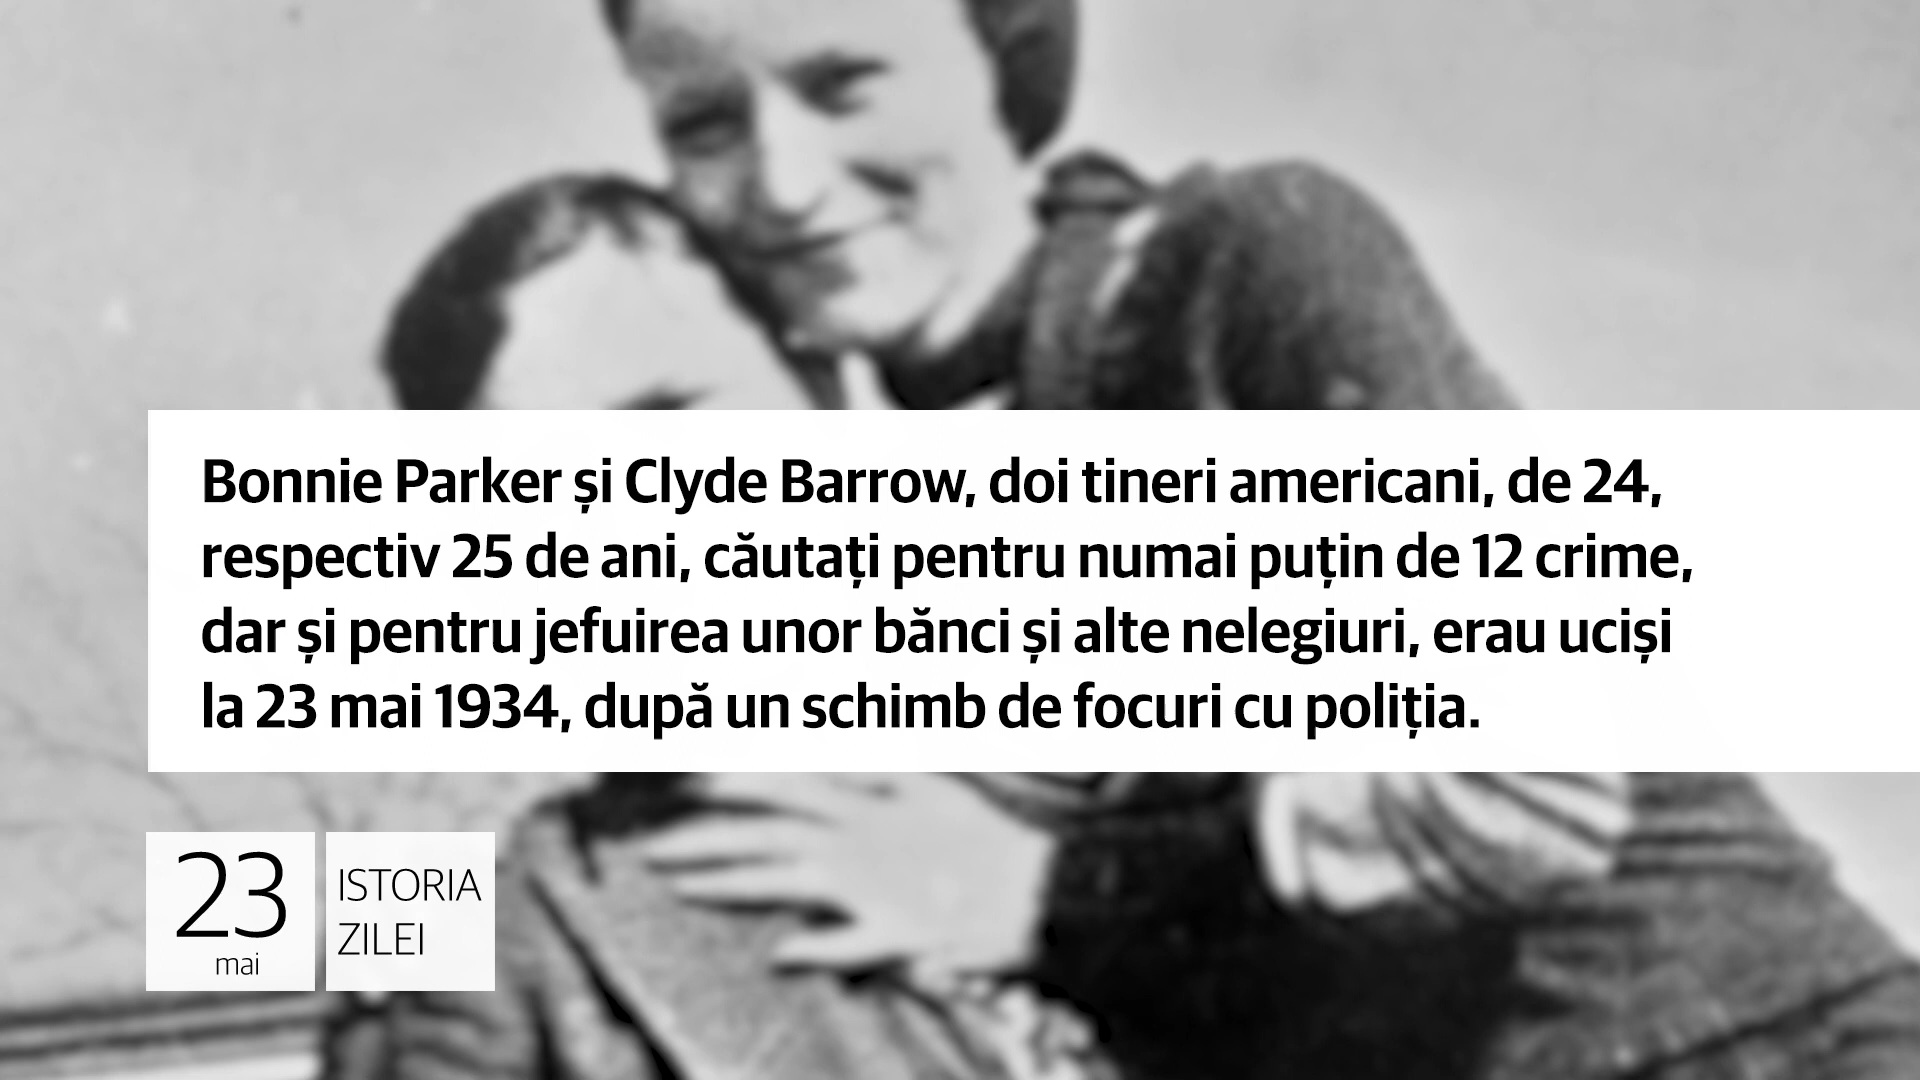 Bonnie Parker și Clyde Barrow, doi tineri americani, de 24,
respectiv 25 de ani, căutați pentru numai puțin de 12 crime,
dar și pentru jefuirea unor bănci și alte nelegiuri, erau uciși
la 23 mai 1934, după un schimb de focuri cu poliția.
23
mai
ISTORIA
ZILEI